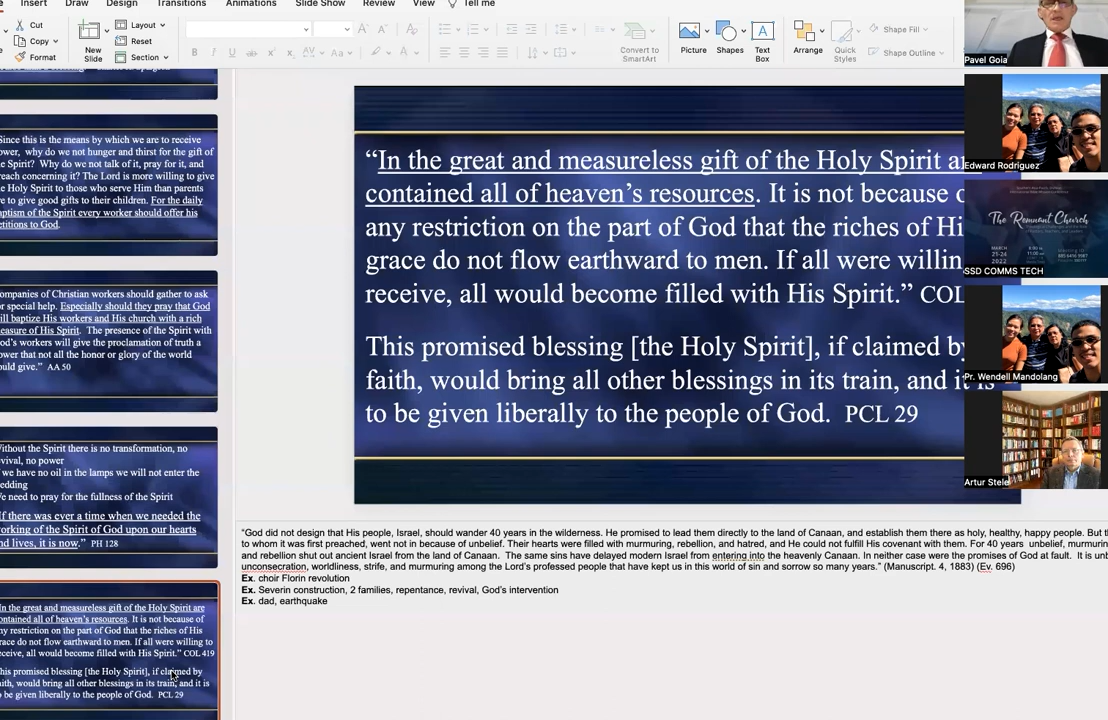 Insert Draw Design Transitions Animations Slide Show Review View Tell me
Cut
Copy
Format
New
Slide
Layout
Reset
Section
Convert to
SmartArt
Picture
Shapes
Text
Box
Arrange
Quick
Styles
Shape Fill
Shape Outline
Since this is the means by which we are to receive
power, why do we not hunger and thirst for the gift of
the Spirit? Why do we not talk of it, pray for it, and
preach concerning it? The Lord is more willing to give
the Holy Spirit to those who serve Him than parents
are to give good gifts to their children. For the daily
baptism of the Spirit every worker should offer his
petitions to God.
ompanies of Christian workers should gather to ask
or special help. Especially should they pray that God
ill baptize His workers and His church with a rich
easure of His Spirit. The presence of the Spirit with
od's workers will give the proclamation of truth a
ower that not all the honor or glory of the world
ould give." AA 50
ithout the Spirit there is no transformation, no
evival, no power
f we have no oil in the lamps we will not enter the
edding
We need to pray for the fullness of the Spirit
If there was ever a time when we needed the
working of the Spirit of God upon our hearts
nd lives, it is now." PH 128
In the great and measureless gift of the Holy Spirit are
ontained all of heaven's resources. It is not because of
ny restriction on the part of God that the riches of His
race do not flow earthward to men. If all were willing to
eceive, all would become filled with His Spirit." COL 419
his promised blessing [the Holy Spirit], if claimed by
aith, would bring all other blessings in its train, and it is
o be given liberally to the people of God. PCL 29
"In the great and measureless gift of the Holy Spirit ar
contained all of heaven's resources. It is not because o
any restriction on the part of God that the riches of Hi
grace do not flow earthward to men. If all were willin
receive, all would become filled with His Spirit." COL
This promised blessing [the Holy Spirit], if claimed by
faith, would bring all other blessings in its train, and it is
to be given liberally to the people of God. PCL 29
"God did not design that His people, Israel, should wander 40 years in the wilderness. He promised to lead them directly to the land of Canaan, and establish them there as holy, healthy, happy people. But th
to whom it was first preached, went not in because of unbelief. Their hearts were filled with murmuring, rebellion, and hatred, and He could not fulfill His covenant with them. For 40 years unbelief, murmurin
and rebellion shut out ancient Israel from the land of Canaan. The same sins have delayed modern Israel from entering into the heavenly Canaan. In neither case were the promises of God at fault. It is unb
unconsecration, worldliness, strife, and murmuring among the Lord's professed people that have kept us in this world of sin and sorrow so many years." (Manuscript. 4, 1883) (Ev. 696)
Ex. choir Florin revolution
Ex. Severin construction, 2 families, repentance, revival, God's intervention
Ex. dad, earthquake
Pavel Goia
Edward Rodriguez
The Remnant Church
MARCH
21-24
2022
SSD COMMS TECH
Pr. Wendell Mandolang
Artur Stele